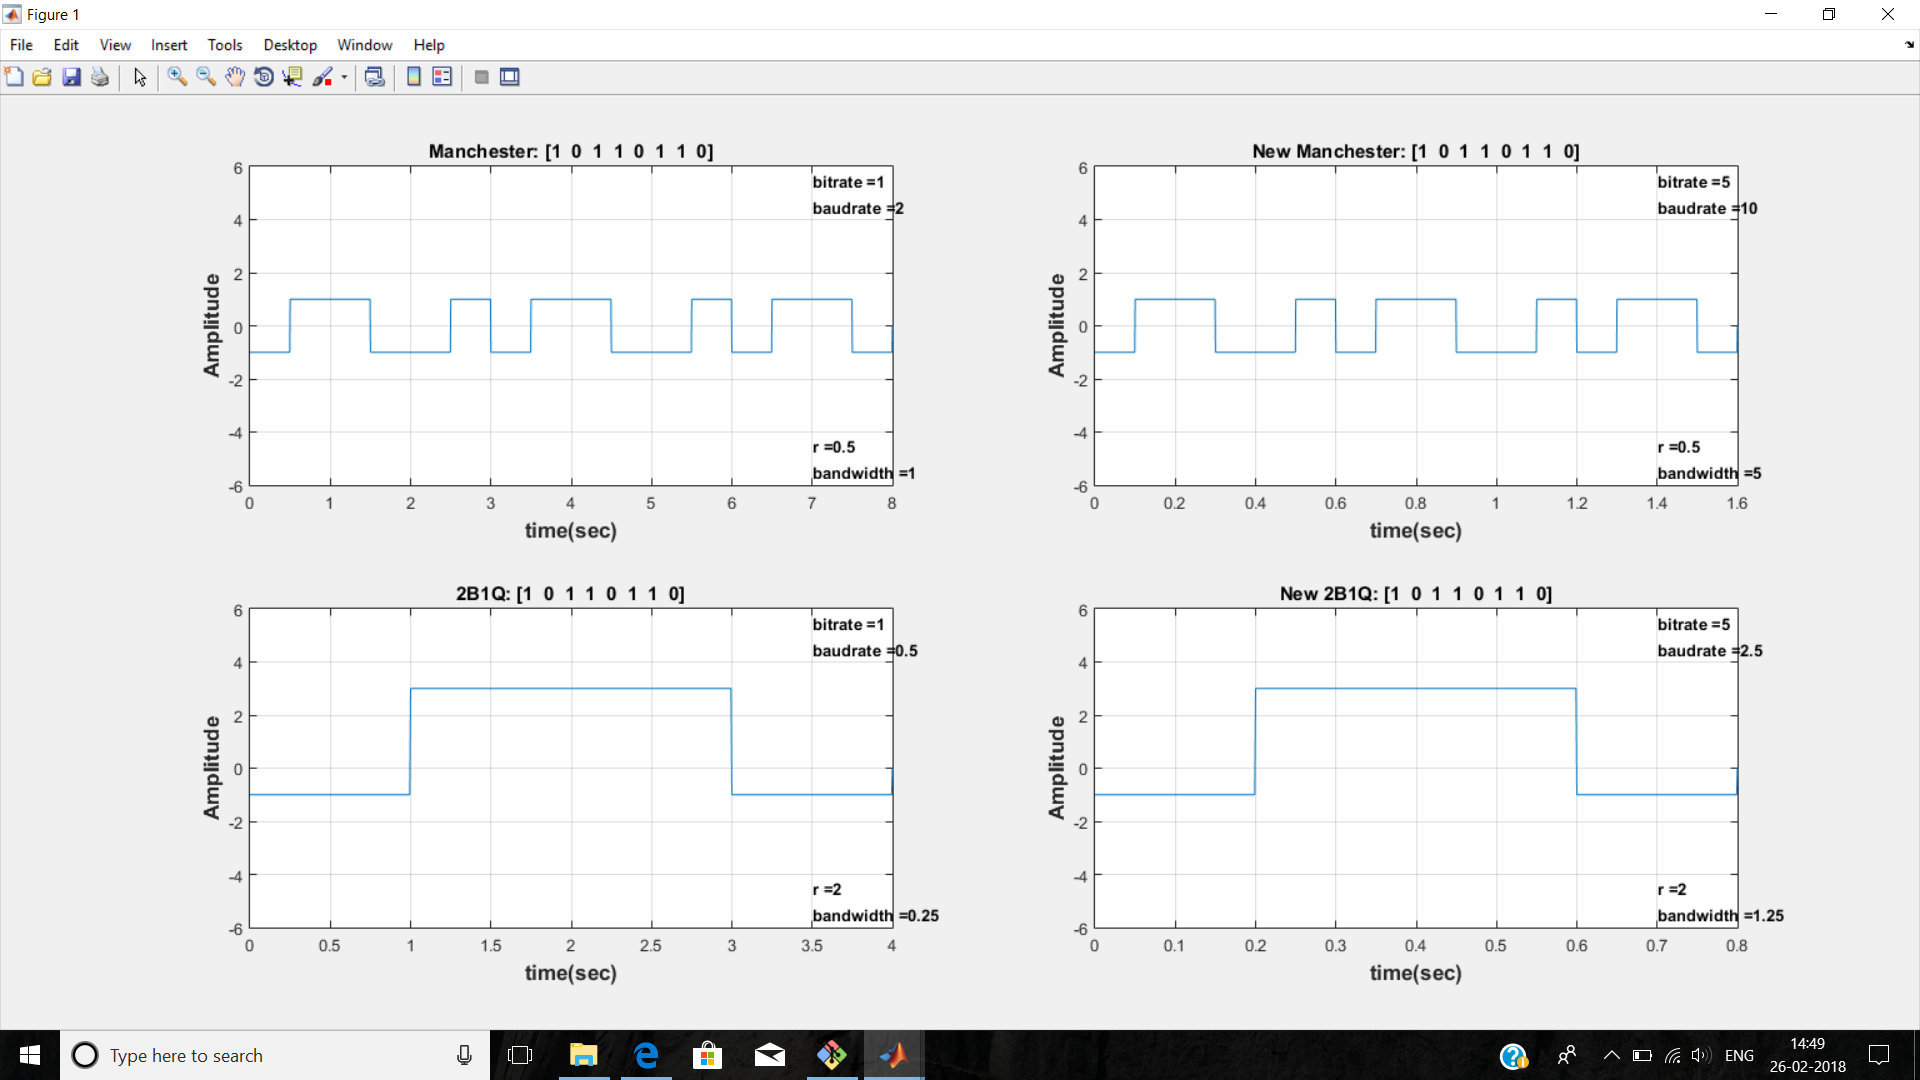 Figure 1
File Edit View Insert Tools Desktop Window Help
Manchester: [1 0 1 1 0 1 1 0]
bitrate =1
baudrate =2
6
4
2
0
-2
-4
-6
Amplitude
r =0.5
bandwidth =1
0 1 2 3 4 5 6 7 8
time(sec)
New Manchester: [1 0 1 1 0 1 1 0]
bitrate =5
baudrate =10
6
4
2
0
-2
-4
-6
Amplitude
r =0.5
bandwidth =5
0 0.2 0.4 0.6 0.8 1 1.2 1.4 1.6
time(sec)
2B1Q: [1 0 1 1 0 1 1 0]
bitrate =1
baudrate =0.5
6
4
2
0
-2
-4
-6
Amplitude
r =2
bandwidth =0.25
0 0.5 1 1.5 2 2.5 3 3.5 4
time(sec)
New 2B1Q: [1 0 1 1 0 1 1 0]
bitrate =5
baudrate =2.5
6
4
2
0
-2
-4
-6
Amplitude
r =2
bandwidth =1.25
0 0.1 0.2 0.3 0.4 0.5 0.6 0.7 0.8
time(sec)
Type here to search
ENG
14:49
26-02-2018